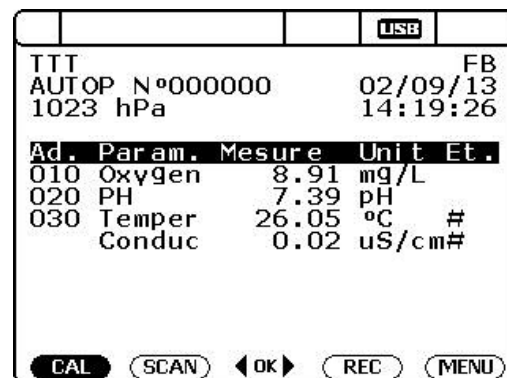 USB
TTT FB
AUTOP Nº000000 02/09/13
1023 hPa 14:19:26
Ad. Param. Mesure Unit Et.
010 Oxygen 8.91 mg/L
020 PH 7.39 pH
030 Temper 26.05 ºC #
Conduc 0.02 uS/cm#
CAL SCAN OK REC MENU